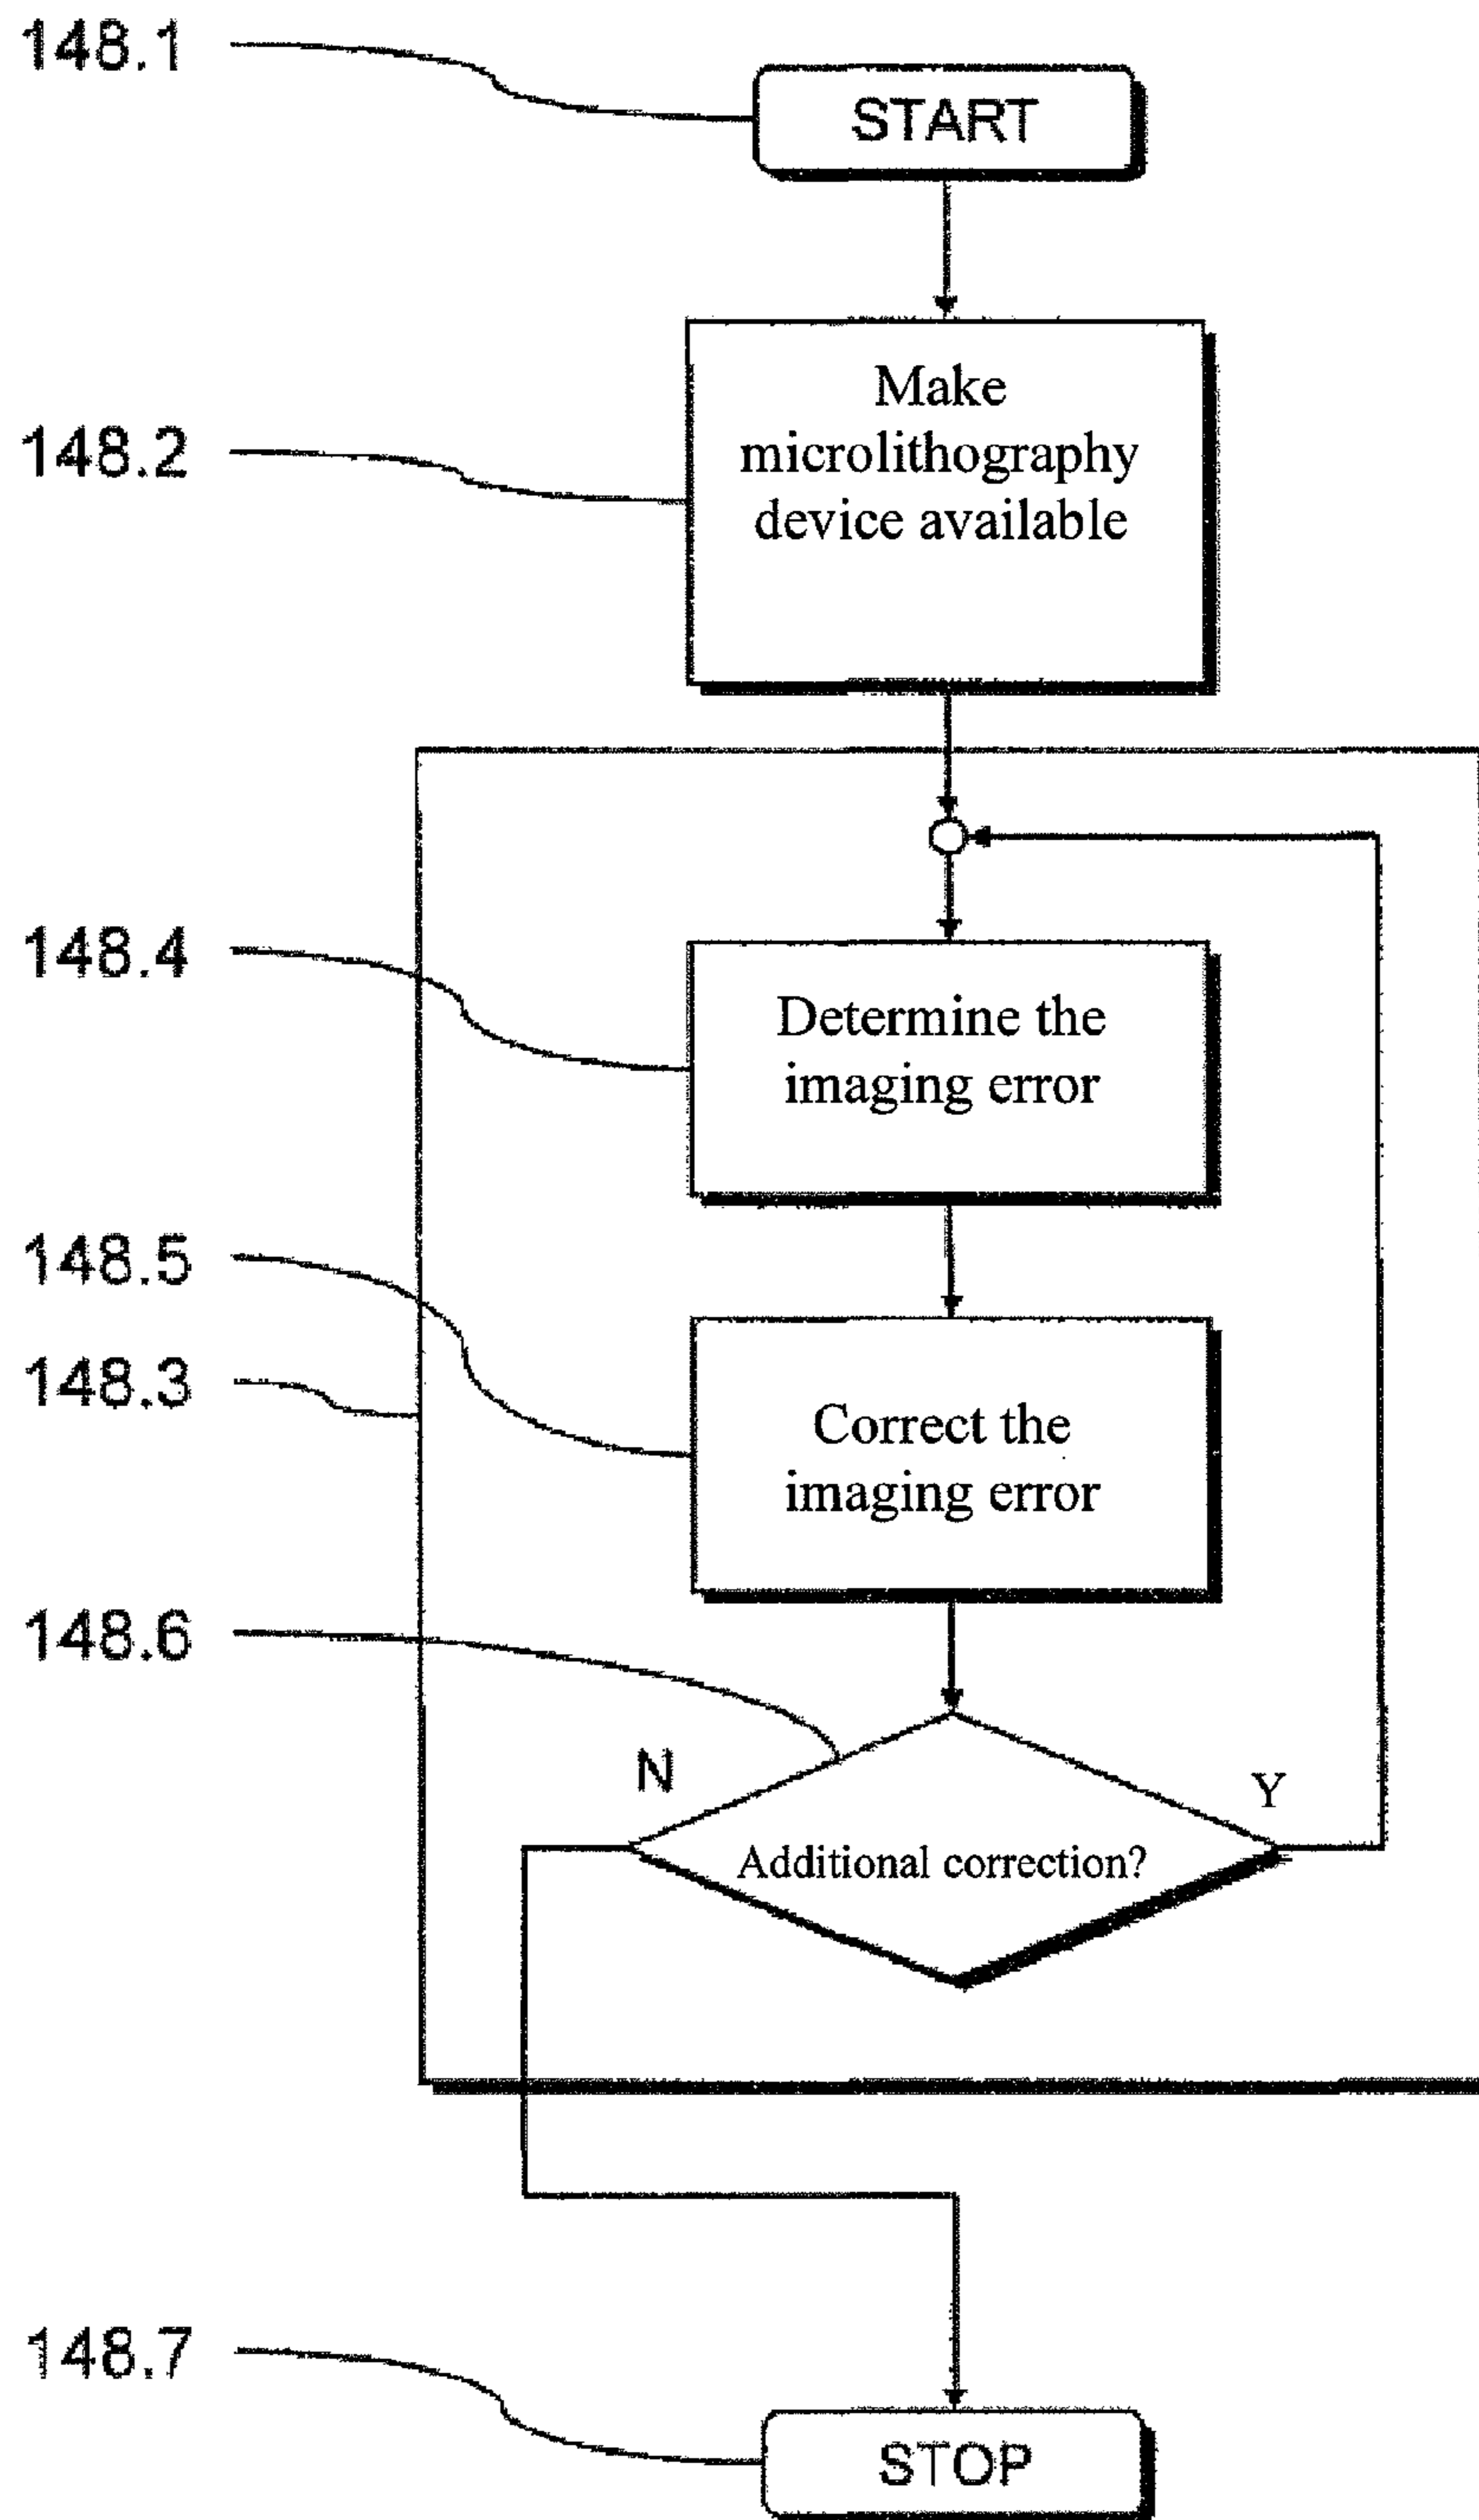 148.1
START
148.2
Make
microlithography
device available
148.4
Determine the
imaging error
148.5
148.3
Correct the
imaging error
148.6
N
Y
Additional correction?
148.7
STOP